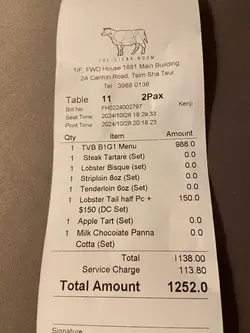 THE STEAK ROOM
1/F, FWD House 1881 Main Building,
2A Canton Road, Tsim Sha Tsui
Tel : 3988 0138
Table 11 2Pax
Bill No. FH0224002797 Kenji
Seat Time 2024/10/28 18:29:33
Print Time 2024/10/28 20:18:23
Qty Item Amount
1 TVB B1G1 Menu 988.0
1 Steak Tartare (Set) 0.0
1 Lobster Bisque (set) 0.0
1 Striploin 8oz (Set) 0.0
1 Tenderloin 6oz (Set) 0.0
1 Lobster Tail half Pc + 150.0
$150 (DC Set)
1 Apple Tart (Set) 0.0
1 Milk Chocolate Panna 0.0
Cotta (Set)
Total 1138.00
Service Charge 113.80
Total Amount 1252.0
Signature